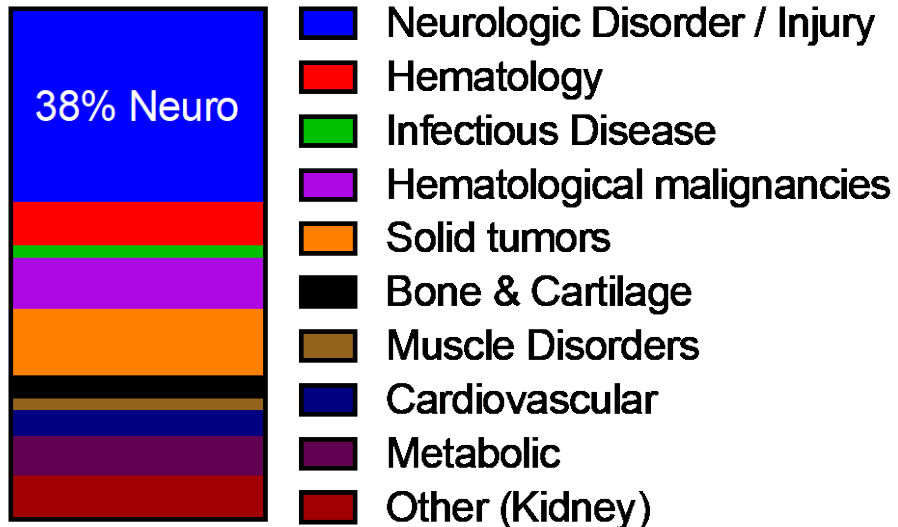 38% Neuro
Neurologic Disorder / Injury
Hematology
Infectious Disease
Hematological malignancies
Solid tumors
Bone & Cartilage
Muscle Disorders
Cardiovascular
Metabolic
Other (Kidney)